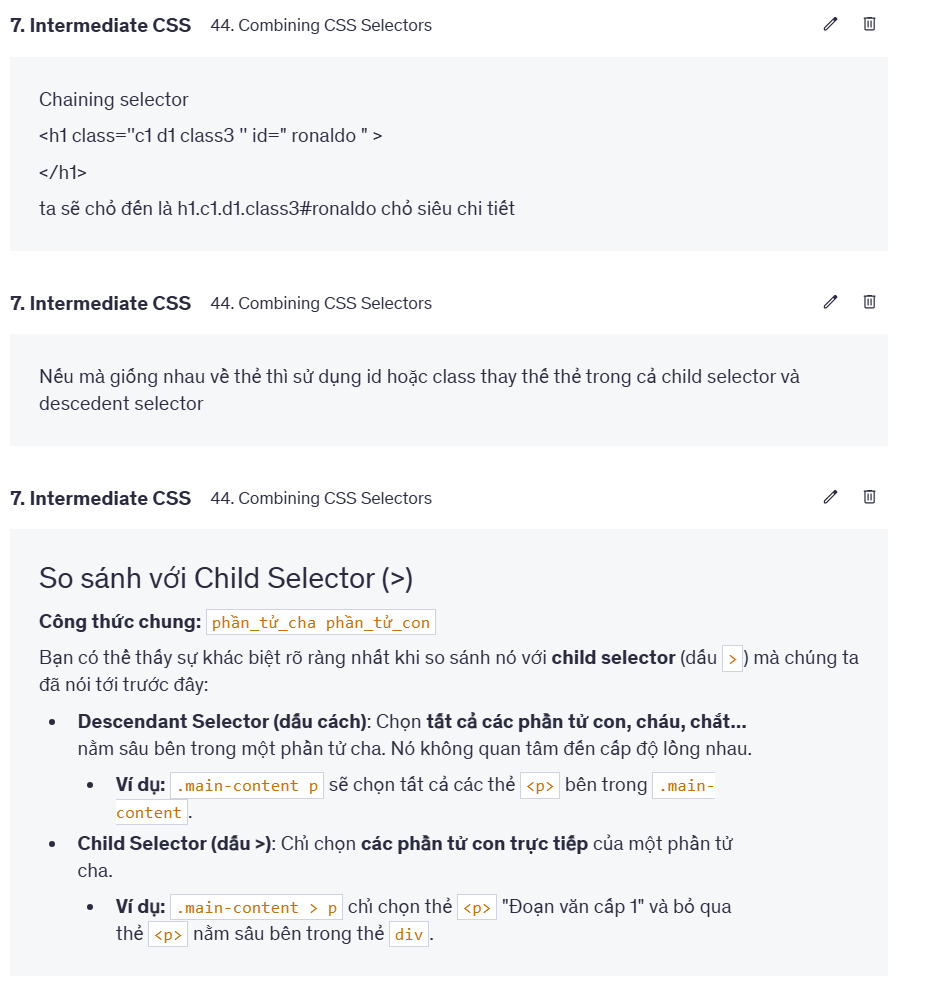 7. Intermediate CSS 44. Combining CSS Selectors
Chaining selector
<h1 class="c1 d1 class3 " id=" ronaldo " >
</h1>
ta sẽ chỏ đến là h1.c1.d1.class3#ronaldo chỏ siêu chi tiết
7. Intermediate CSS 44. Combining CSS Selectors
Nếu mà giống nhau về thẻ thì sử dụng id hoặc class thay thế thẻ trong cả child selector và
descedent selector
7. Intermediate CSS 44. Combining CSS Selectors
So sánh với Child Selector (>)
Công thức chung: phần_tử_cha phần_tử_con
Bạn có thể thấy sự khác biệt rõ ràng nhất khi so sánh nó với child selector (dấu >) mà chúng ta
đã nói tới trước đây:
• Descendant Selector (dấu cách): Chọn tất cả các phần tử con, cháu, chắt...
nằm sâu bên trong một phần tử cha. Nó không quan tâm đến cấp độ lồng nhau.
• Ví dụ: .main-content p sẽ chọn tất cả các thẻ <p> bên trong .main-
content.
• Child Selector (dấu >): Chỉ chọn các phần tử con trực tiếp của một phần tử
cha.
• Ví dụ: .main-content > p chỉ chọn thẻ <p> "Đoạn văn cấp 1" và bỏ qua
thẻ <p> nằm sâu bên trong thẻ div.